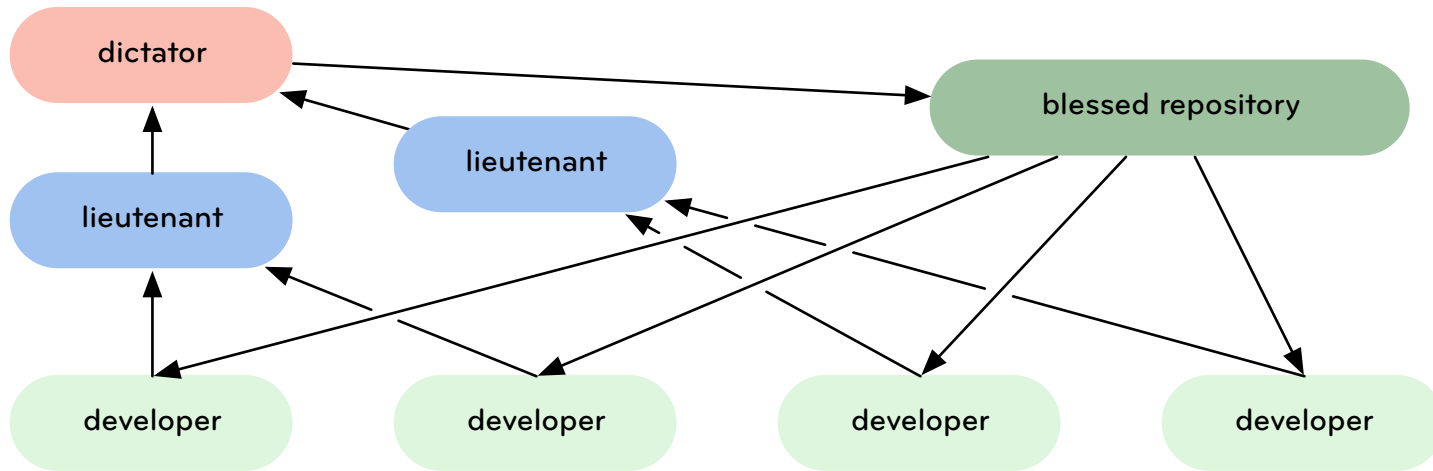 dictator
blessed repository
lieutenant
lieutenant
developer
developer
developer
developer